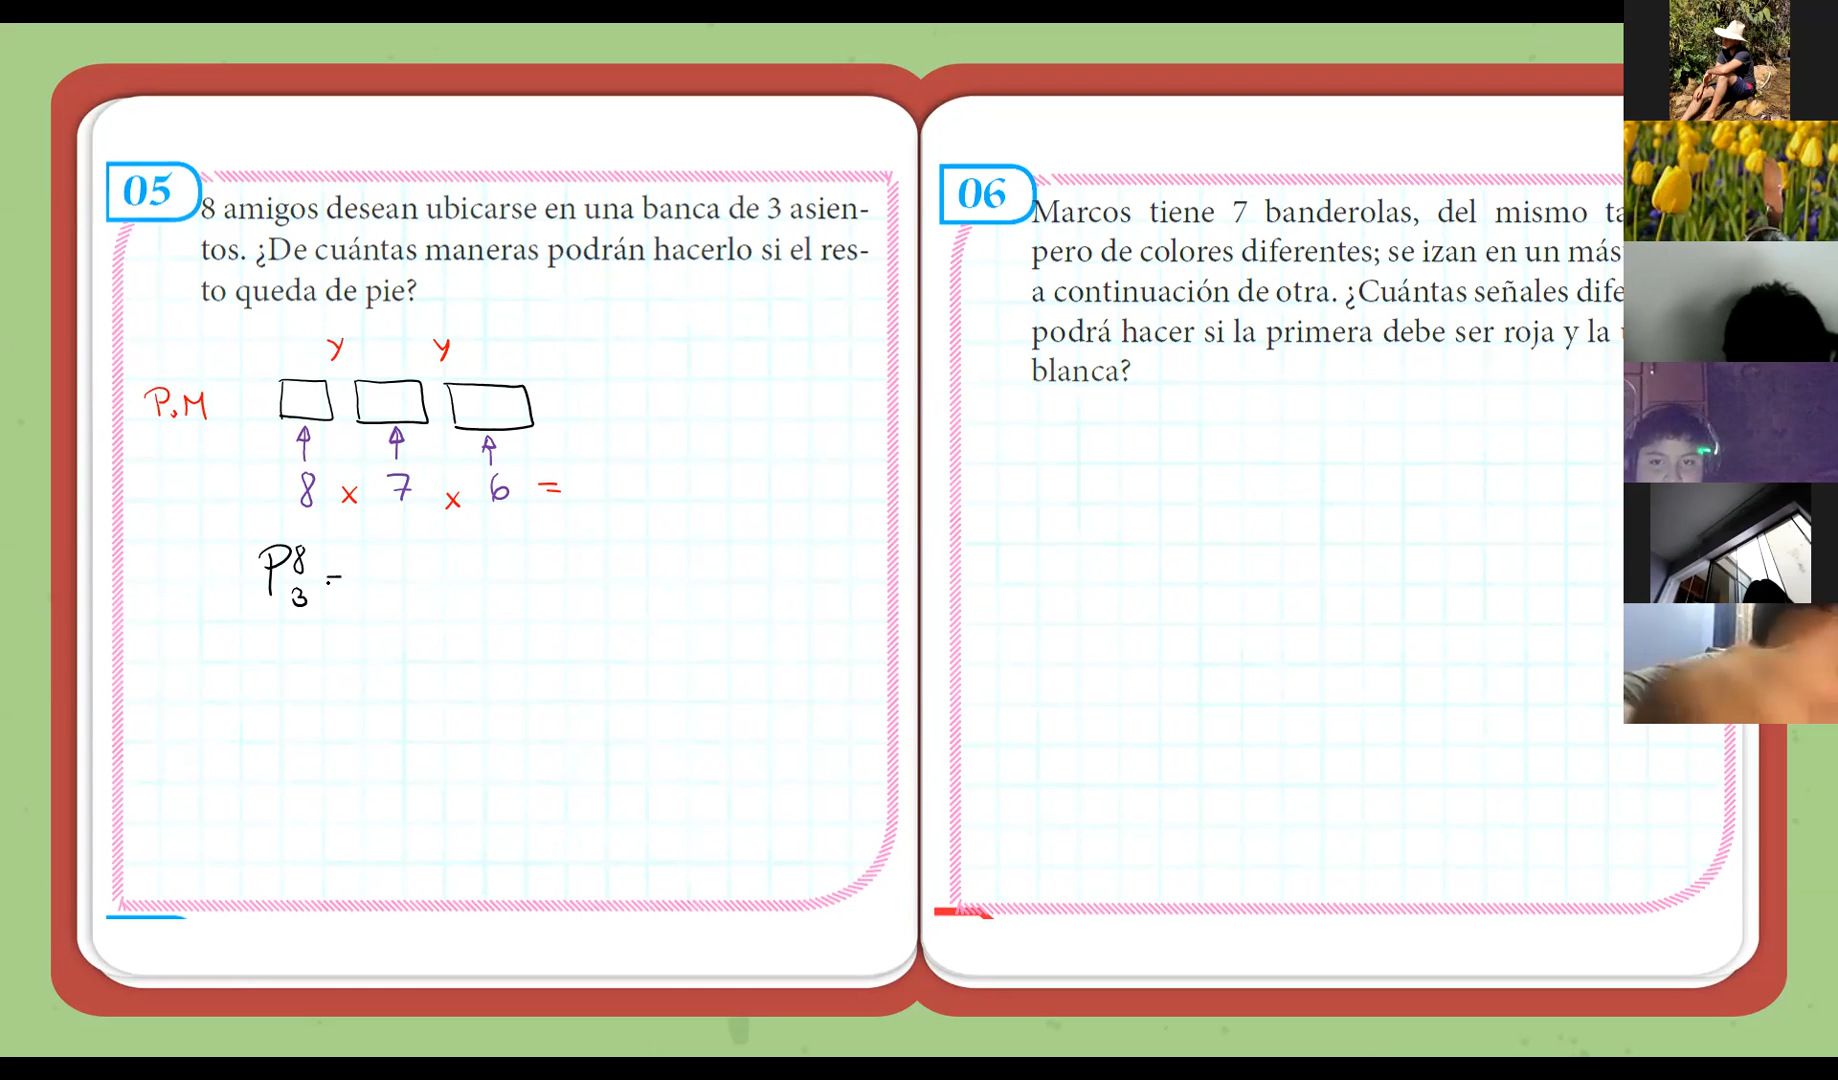 05
8 amigos desean ubicarse en una banca de 3 asien-
tos. ¿De cuántas maneras podrán hacerlo si el res-
to queda de pie?
y y
P.M
8 x 7 x 6 =
P 8 3 =
06
Marcos tiene 7 banderolas, del mismo
pero de colores diferentes; se izan en un
a continuación de otra. ¿Cuántas señales
podrá hacer si la primera debe ser roja y la
blanca?